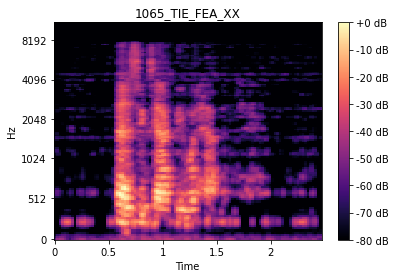 1065_TIE_FEA_XX
8192
4096
2048
1024
512
0
Hz
0
0.5
1
1.5
2
Time
+0 dB
-10 dB
-20 dB
-30 dB
-40 dB
-50 dB
-60 dB
-70 dB
-80 dB